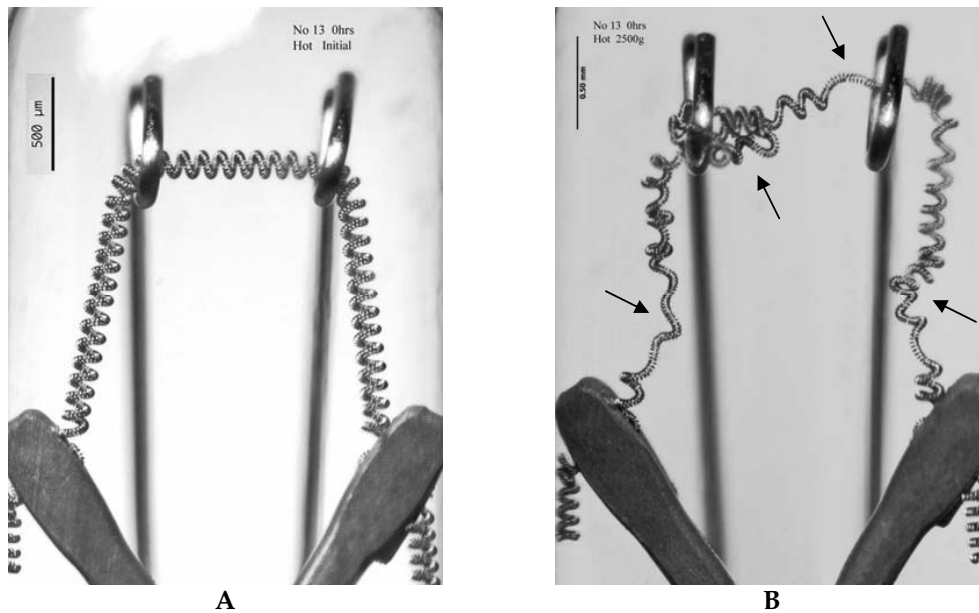 No 13  0hrs
Hot  Initial
500 μm
A
No 13  0hrs
Hot  2500g
0.50 mm
B